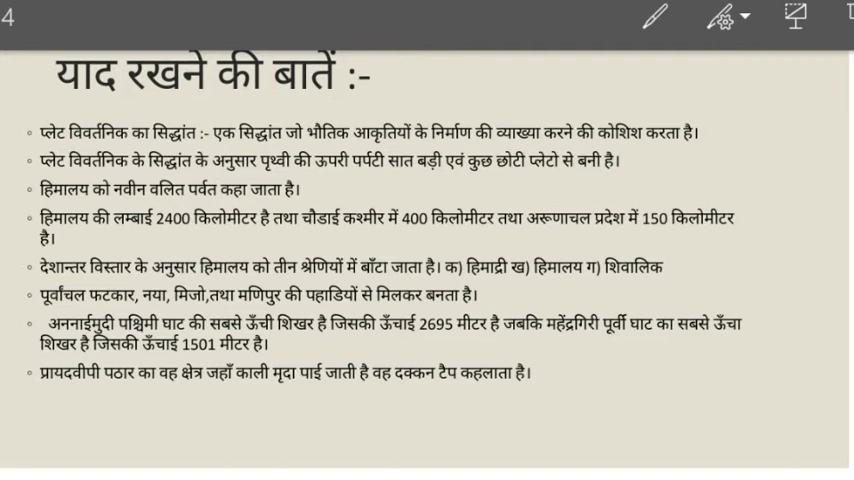 4
याद रखने की बातें :-
◦ प्लेट विवर्तनिक का सिद्धांत :- एक सिद्धांत जो भौतिक आकृतियों के निर्माण की व्याख्या करने की कोशिश करता है।
◦ प्लेट विवर्तनिक के सिद्धांत के अनुसार पृथ्वी की ऊपरी पर्पटी सात बड़ी एवं कुछ छोटी प्लेटो से बनी है।
◦ हिमालय को नवीन वलित पर्वत कहा जाता है।
◦ हिमालय की लम्बाई 2400 किलोमीटर है तथा चौडाई कश्मीर में 400 किलोमीटर तथा अरूणाचल प्रदेश में 150 किलोमीटर
है।
◦ देशान्तर विस्तार के अनुसार हिमालय को तीन श्रेणियों में बाँटा जाता है। क) हिमाद्री ख) हिमालय ग) शिवालिक
◦ पूर्वांचल फटकार, नया, मिजो,तथा मणिपुर की पहाडियों से मिलकर बनता है।
◦ अननाईमुदी पश्चिमी घाट की सबसे ऊँची शिखर है जिसकी ऊँचाई 2695 मीटर है जबकि महेंद्रगिरी पूर्वी घाट का सबसे ऊँचा
शिखर है जिसकी ऊँचाई 1501 मीटर है।
◦ प्रायदवीपी पठार का वह क्षेत्र जहाँ काली मृदा पाई जाती है वह दक्कन टैप कहलाता है।